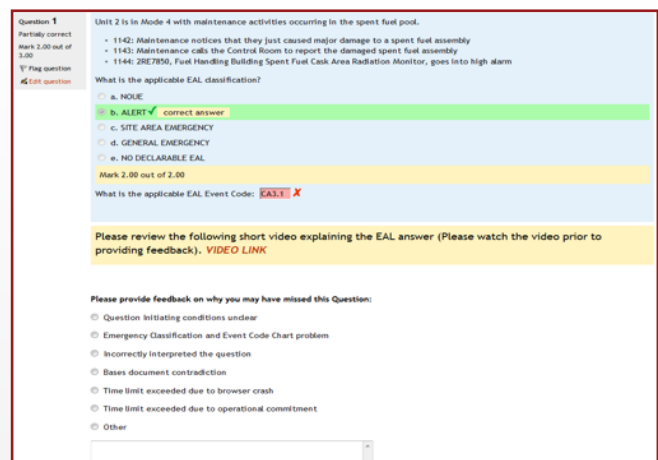 Question 1
Partially correct
Mark 2.00 out of
3.00
Flag question
Edit question
Unit 2 is in Mode 4 with maintenance activities occurring in the spent fuel pool.
• 1142: Maintenance notices that they just caused major damage to a spent fuel assembly
• 1143: Maintenance calls the Control Room to report the damaged spent fuel assembly
• 1144: 2RE7850, Fuel Handling Building Spent Fuel Cask Area Radiation Monitor, goes into high alarm
What is the applicable EAL classification?
a. NOUE
b. ALERT✓ correct answer
c. SITE AREA EMERGENCY
d. GENERAL EMERGENCY
e. NO DECLARABLE EAL
Mark 2.00 out of 2.00
What is the applicable EAL Event Code: CA3.1 ✗
Please review the following short video explaining the EAL answer (Please watch the video prior to
providing feedback). VIDEO LINK
Please provide feedback on why you may have missed this Question:
Question Initiating conditions unclear
Emergency Classification and Event Code Chart problem
Incorrectly interpreted the question
Bases document contradiction
Time limit exceeded due to browser crash
Time limit exceeded due to operational commitment
Other